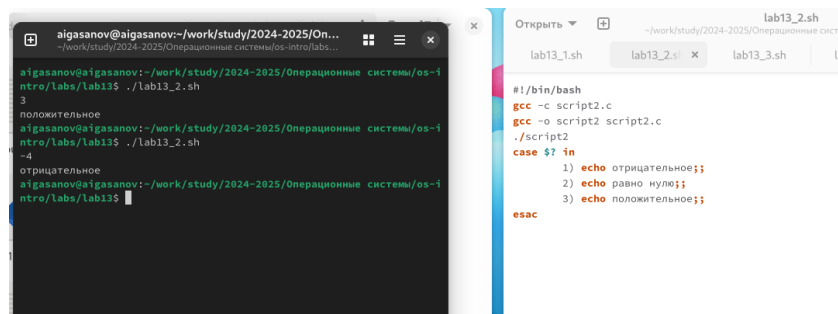 aigasanov@aigasanov:~/work/study/2024-2025/Оп...
~/work/study/2024-2025/Операционные системы/os-intro/labs...
aigasanov@aigasanov:~/work/study/2024-2025/Операционные системы/os-i
ntro/labs/lab13$ ./lab13_2.sh
3
положительное
aigasanov@aigasanov:~/work/study/2024-2025/Операционные системы/os-i
ntro/labs/lab13$ ./lab13_2.sh
-4
отрицательное
aigasanov@aigasanov:~/work/study/2024-2025/Операционные системы/os-i
ntro/labs/lab13$
Открыть
lab13_2.sh
~/work/study/2024-2025/Операционные сист
lab13_1.sh lab13_2.sh lab13_3.sh
#!/bin/bash
gcc -c script2.c
gcc -o script2 script2.c
./script2
case $? in
1) echo отрицательное;;
2) echo равно нулю;;
3) echo положительное;;
esac